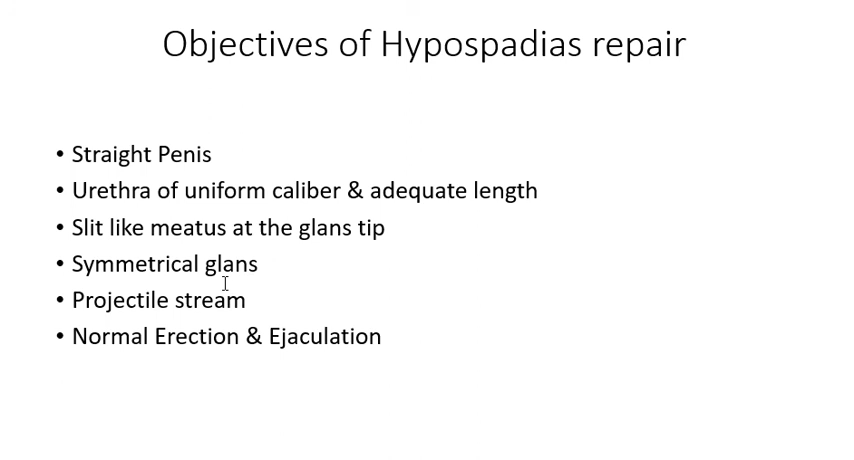 Objectives of Hypospadias repair
• Straight Penis
• Urethra of uniform caliber & adequate length
• Slit like meatus at the glans tip
• Symmetrical glans
• Projectile stream
• Normal Erection & Ejaculation